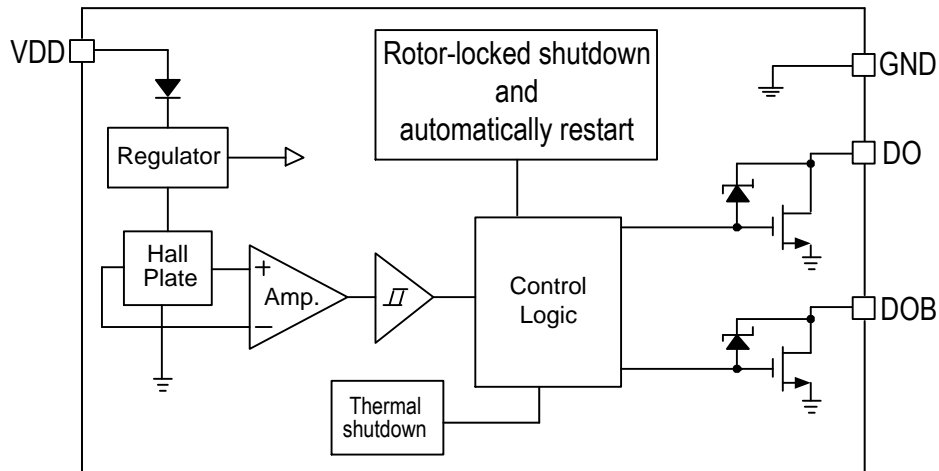 VDD
Rotor-locked shutdown
and
automatically restart
GND
Regulator
DO
Hall
Plate
+
Amp.
−
Control
Logic
DOB
Thermal
shutdown